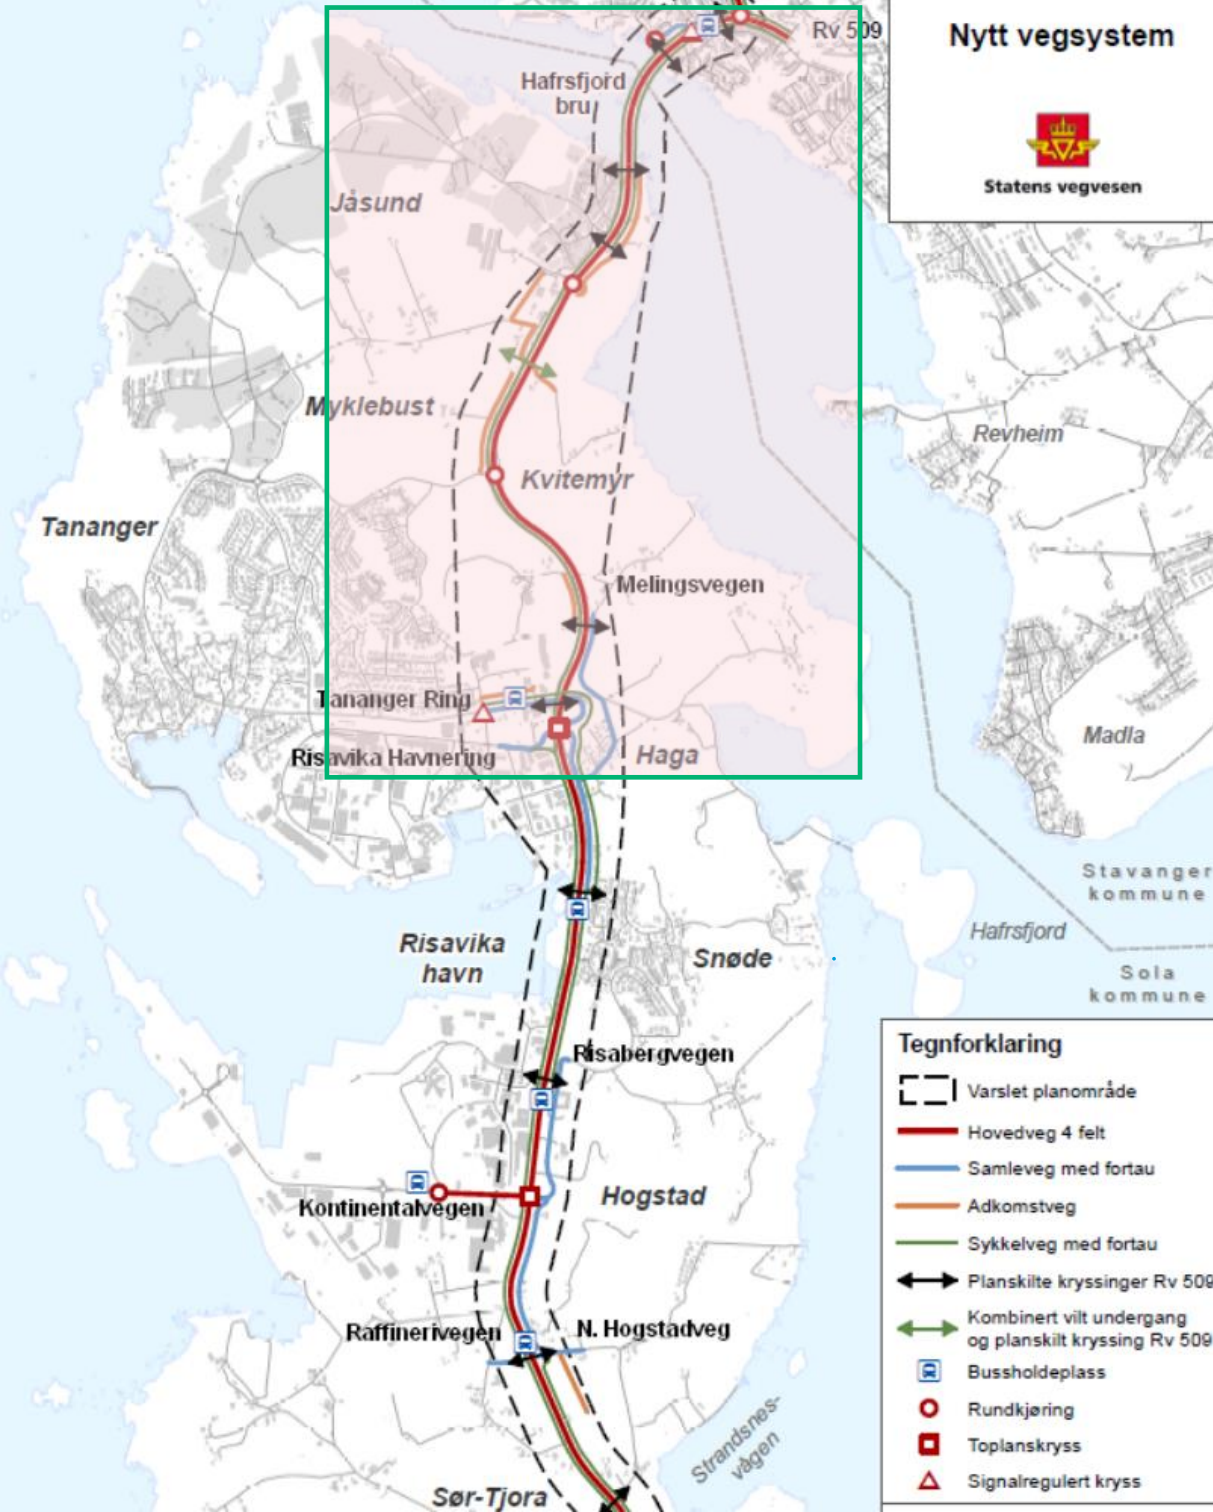 Nytt vegsystem
Statens vegvesen
Rv 509
Hafrsfjord
bru
Jåsund
Myklebust
Revheim
Kvitemyr
Tananger
Melingsvegen
Tananger Ring
Madla
Risavika Havnering
Haga
Stavanger
kommune
Hafrsfjord
Risavika
havn
Snøde
Sola
kommune
Risabergvegen
Kontinentalvegen
Hogstad
Raffinerivegen
N. Hogstadveg
Strandsnes-
vågen
Sør-Tjora
Tegnforklaring
Varslet planområde
Hovedveg 4 felt
Samleveg med fortau
Adkomstveg
Sykkelveg med fortau
Planskilte kryssinger Rv 509
Kombinert vilt undergang
og planskilt kryssing Rv 509
Bussholdeplass
Rundkjøring
Toplanskryss
Signalregulert kryss